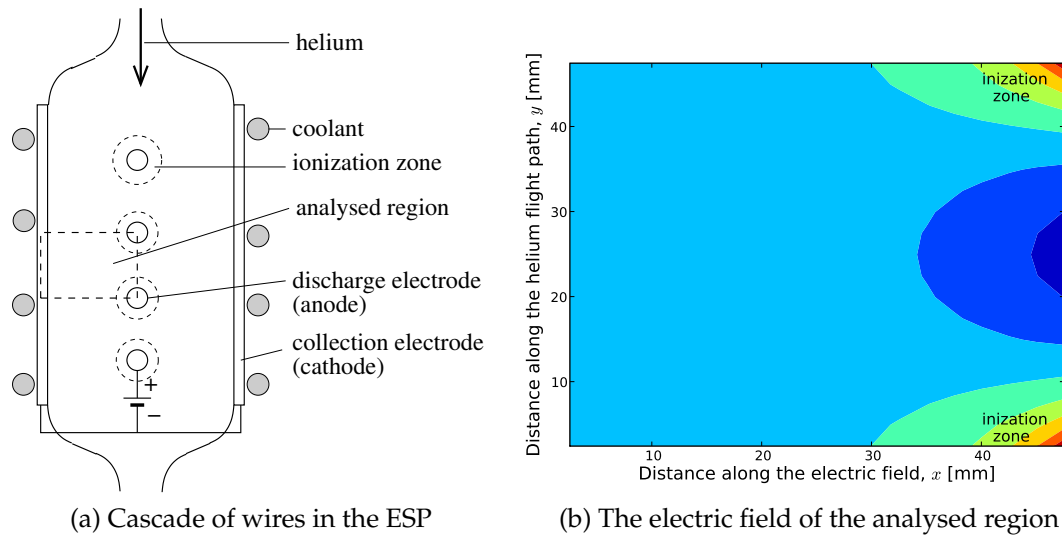 helium
coolant
ionization zone
analysed region
discharge electrode
(anode)
collection electrode
(cathode)
+
−
(a) Cascade of wires in the ESP
Distance along the helium flight path, y [mm]
40
30
20
10
inization
zone
inization
zone
10
20
30
40
Distance along the electric field, x [mm]
(b) The electric field of the analysed region